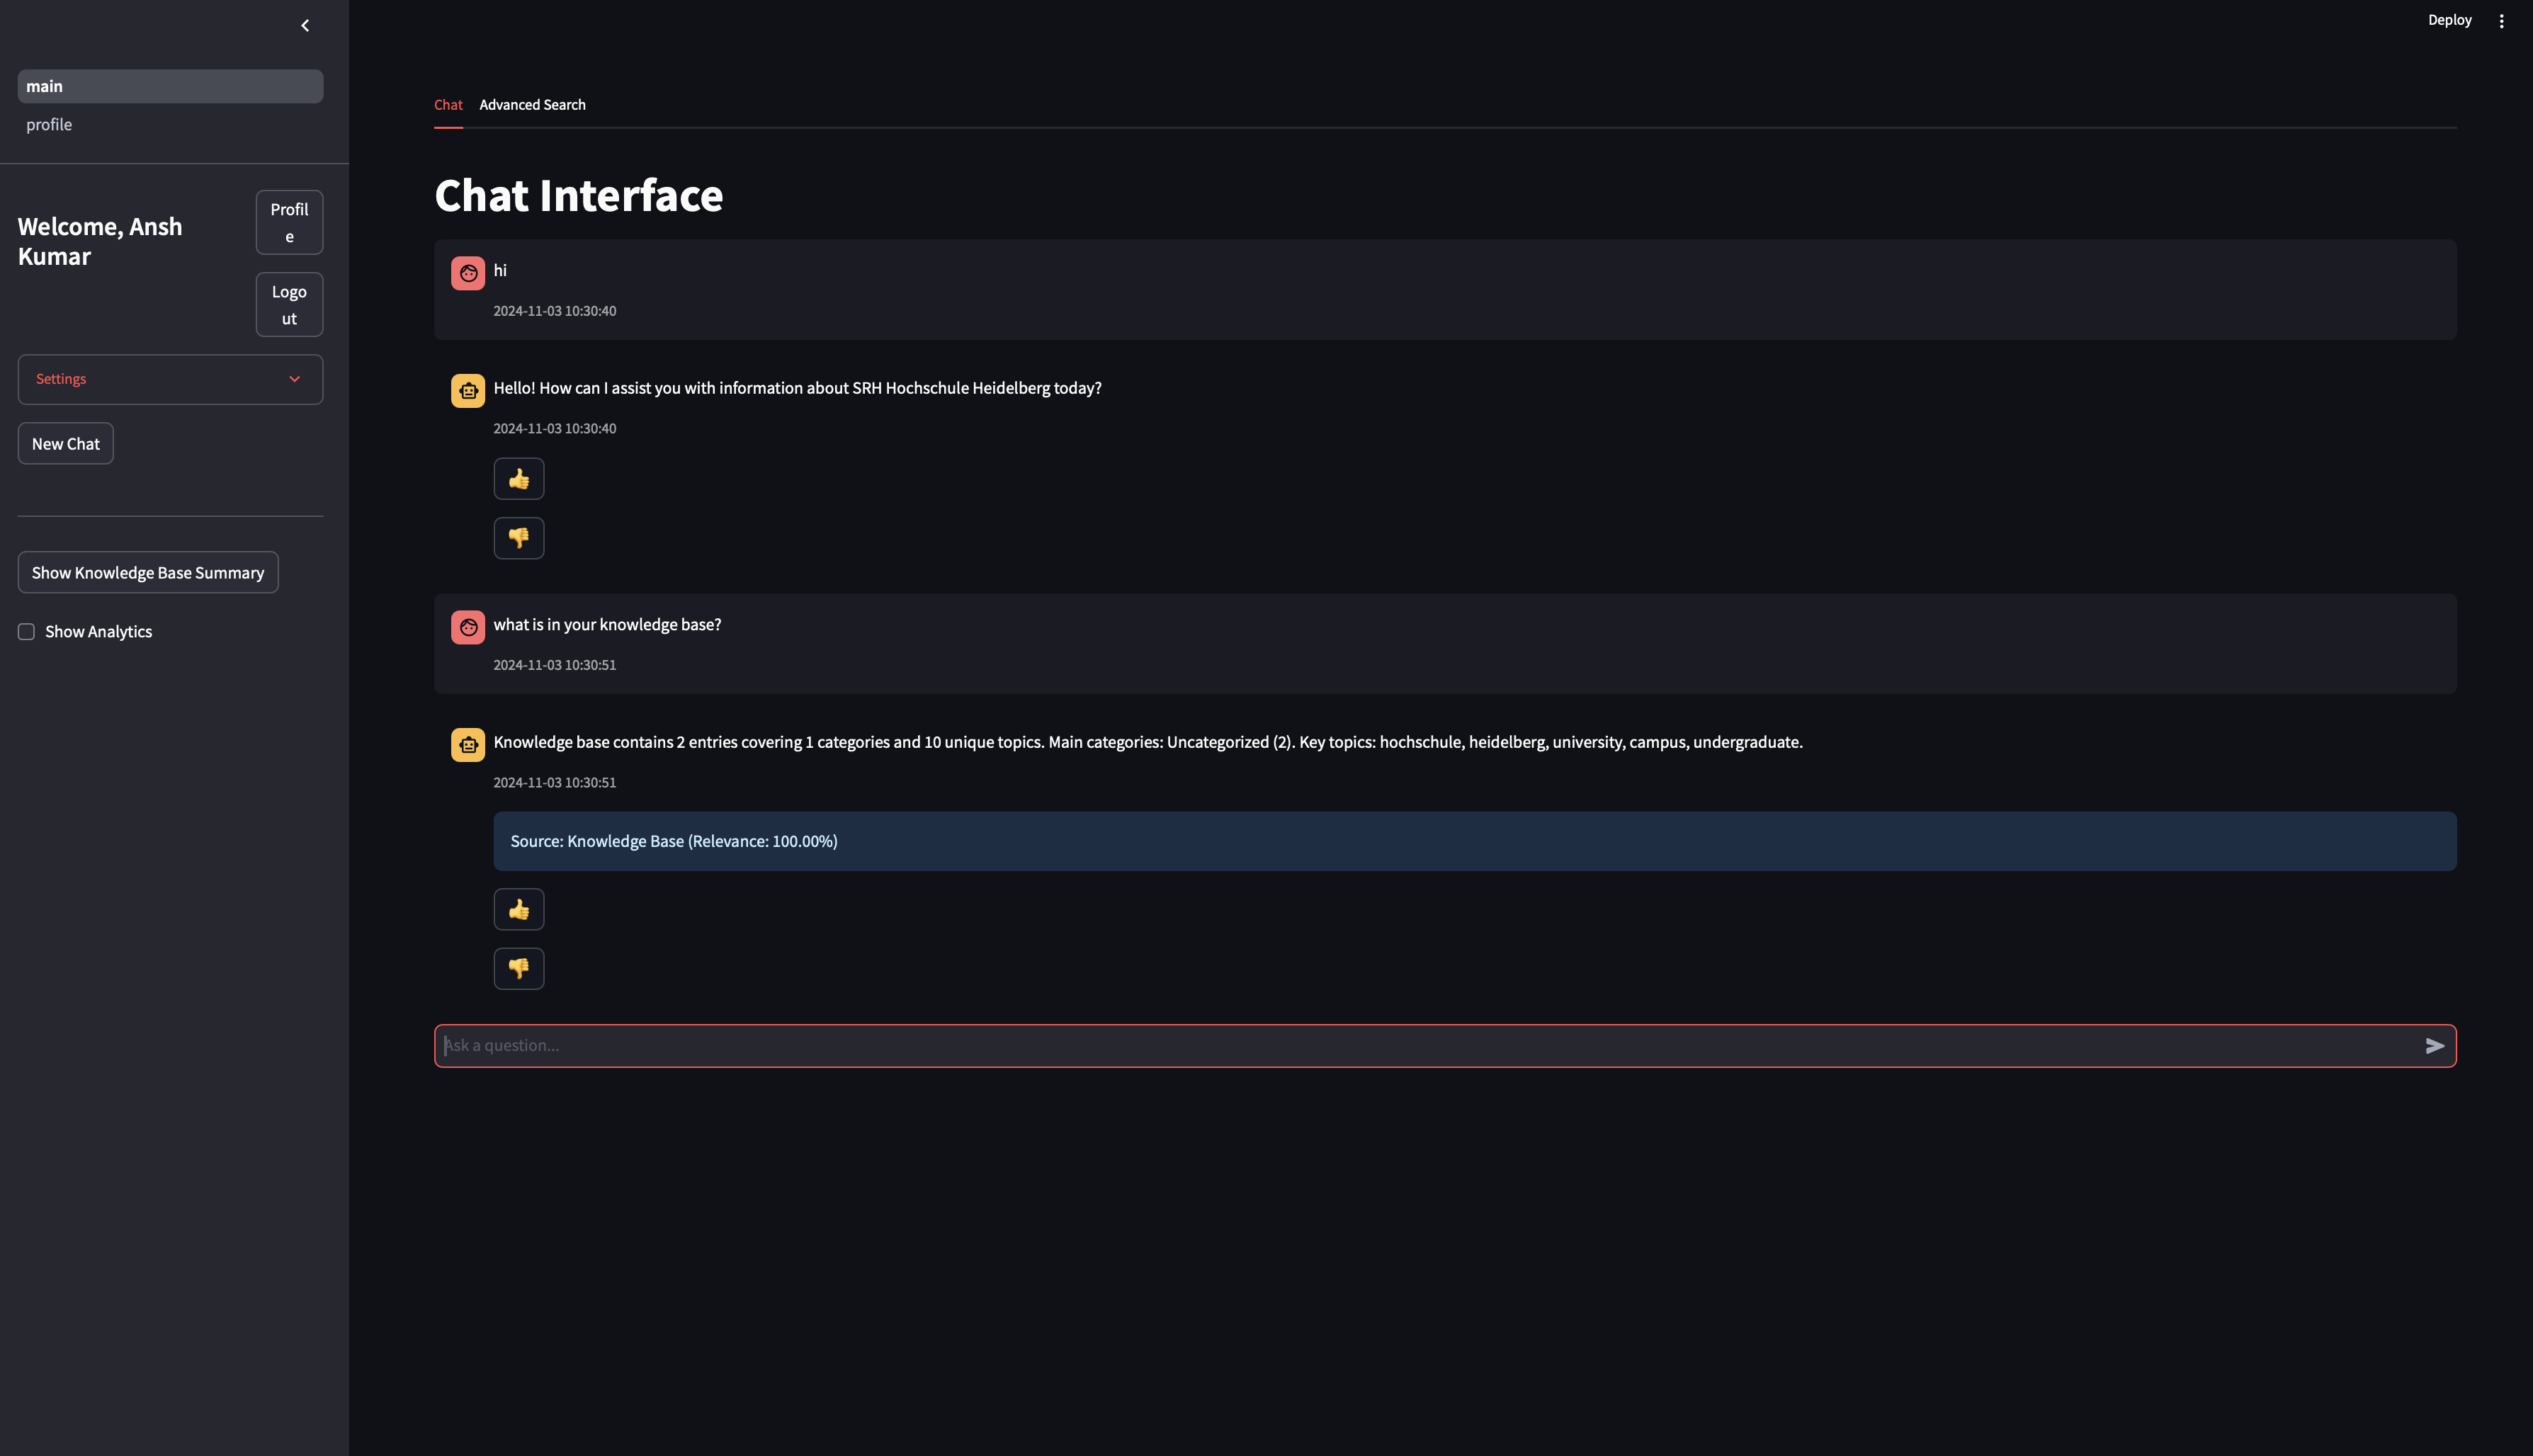 Deploy
main
profile
Welcome, Ansh
Kumar
Profil
e
Logo
ut
Settings
New Chat
Show Knowledge Base Summary
Show Analytics
Chat Advanced Search
Chat Interface
hi
2024-11-03 10:30:40
Hello! How can I assist you with information about SRH Hochschule Heidelberg today?
2024-11-03 10:30:40
what is in your knowledge base?
2024-11-03 10:30:51
Knowledge base contains 2 entries covering 1 categories and 10 unique topics. Main categories: Uncategorized (2). Key topics: hochschule, heidelberg, university, campus, undergraduate.
2024-11-03 10:30:51
Source: Knowledge Base (Relevance: 100.00%)
Ask a question...